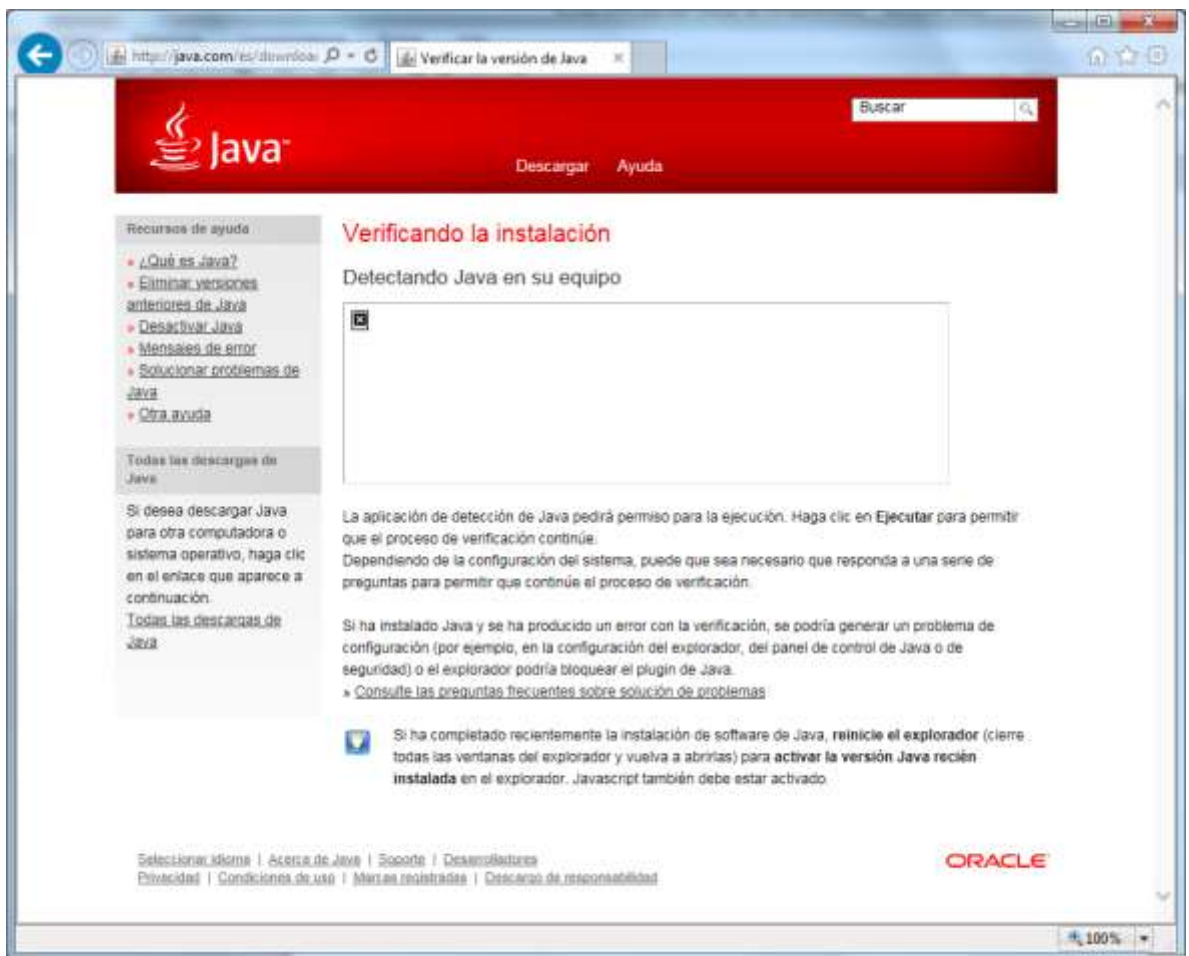 http://java.com/es/downloa
Verificar la versión de Java
Java™
Buscar
Descargar Ayuda
Recursos de ayuda
» ¿Qué es Java?
» Eliminar versiones
anteriores de Java
» Desactivar Java
» Mensajes de error
» Solucionar problemas de
Java
» Otra ayuda
Todas las descargas de
Java
Si desea descargar Java
para otra computadora o
sistema operativo, haga clic
en el enlace que aparece a
continuación.
Todas las descargas de
Java
Verificando la instalación
Detectando Java en su equipo
La aplicación de detección de Java pedirá permiso para la ejecución. Haga clic en Ejecutar para permitir
que el proceso de verificación continúe.
Dependiendo de la configuración del sistema, puede que sea necesario que responda a una serie de
preguntas para permitir que continúe el proceso de verificación.
Si ha instalado Java y se ha producido un error con la verificación, se podría generar un problema de
configuración (por ejemplo, en la configuración del explorador, del panel de control de Java o de
seguridad) o el explorador podría bloquear el plugin de Java.
» Consulte las preguntas frecuentes sobre solución de problemas
Si ha completado recientemente la instalación de software de Java, reinicie el explorador (cierre
todas las ventanas del explorador y vuelva a abrirlas) para activar la versión Java recién
instalada en el explorador. Javascript también debe estar activado.
Seleccionar idioma | Acerca de Java | Soporte | Desarrolladores
Privacidad | Condiciones de uso | Marcas registradas | Descargo de responsabilidad
ORACLE
100%